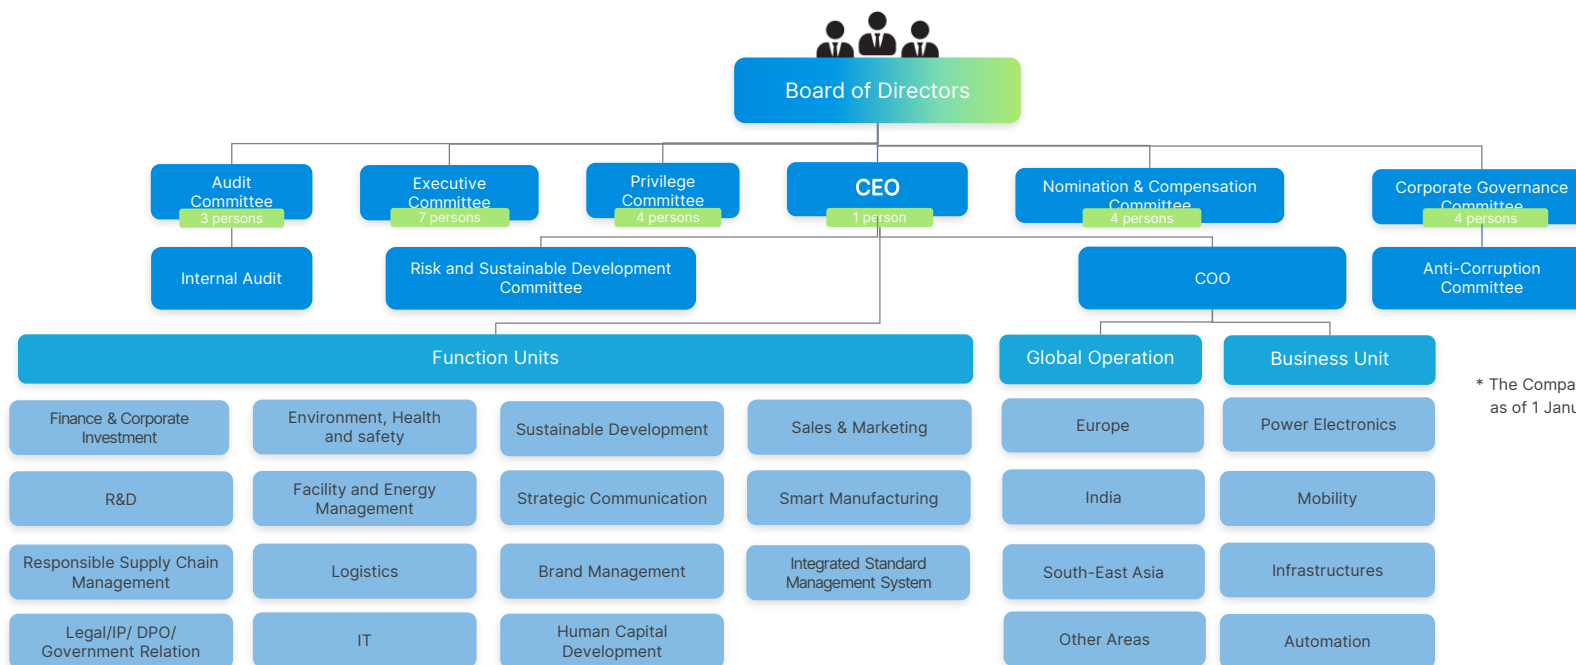 Board of Directors
Audit
Committee
3 persons
Executive
Committee
7 persons
Privilege
Committee
4 persons
CEO
1 person
Nomination & Compensation
Committee
4 persons
Corporate Governance
Committee
4 persons
Internal Audit
Risk and Sustainable Development
Committee
COO
Anti-Corruption
Committee
Function Units
Global Operation
Business Unit
* The Compa
as of 1 Janu
Finance & Corporate
Investment
Environment, Health
and safety
Sustainable Development
Sales & Marketing
Europe
Power Electronics
R&D
Facility and Energy
Management
Strategic Communication
Smart Manufacturing
India
Mobility
Responsible Supply Chain
Management
Logistics
Brand Management
Integrated Standard
Management System
South-East Asia
Infrastructures
Legal/IP/ DPO/
Government Relation
IT
Human Capital
Development
Other Areas
Automation